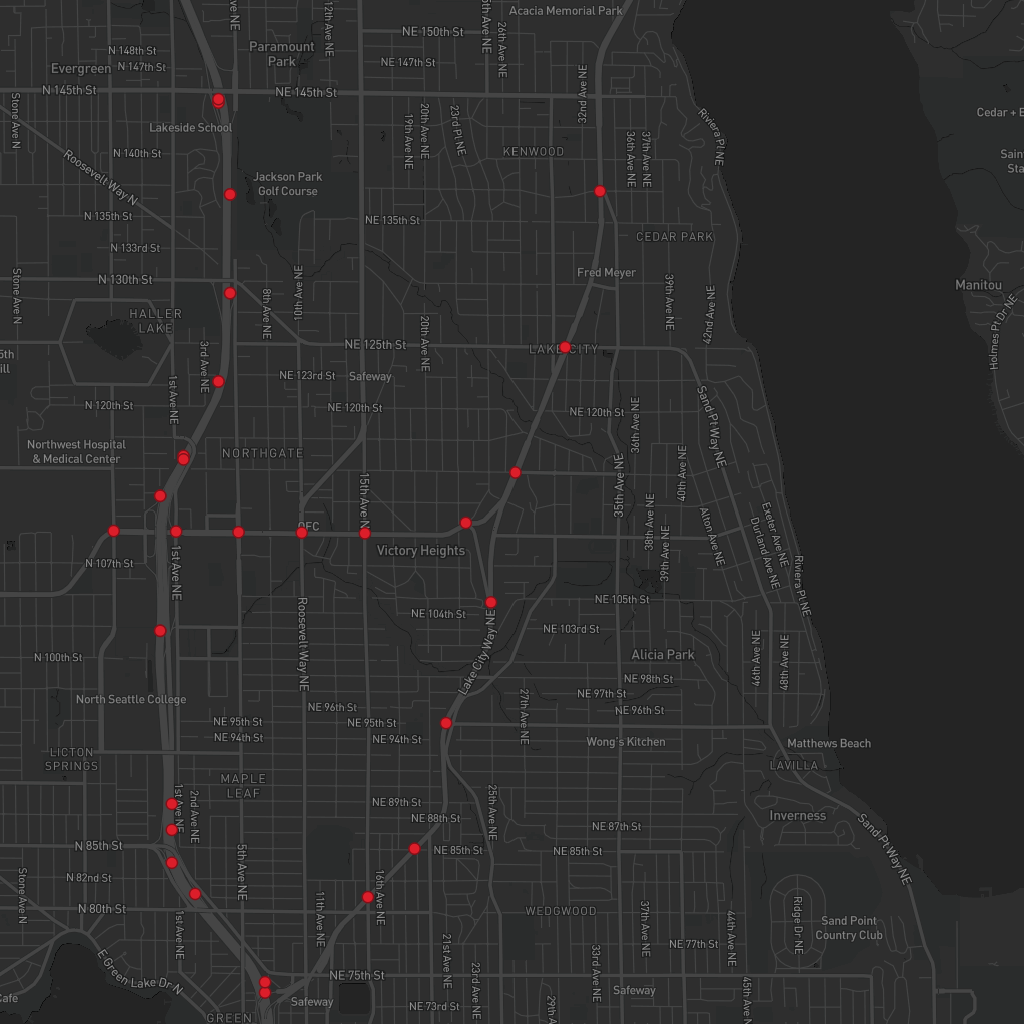 Acacia Memorial Park
NE 150th St
12th Ave NE
26th Ave NE
Paramount
Park
N 148th St
N 147th St
Evergreen
NE 147th St
N 145th St
NE 145th St
32nd Ave NE
Stone Ave N
Lakeside School
19th Ave NE
20th Ave NE
23rd Pl NE
Riviera Pl NE
36th Ave NE
37th Ave NE
KENWOOD
N 140th St
Roosevelt Way N
Jackson Park
Golf Course
N 135th St
NE 135th St
CEDAR PARK
N 133rd St
Fred Meyer
N 130th St
Stone Ave N
8th Ave NE
10th Ave NE
39th Ave NE
42nd Ave NE
Manitou
Holmes Pt Dr NE
HALLER
LAKE
20th Ave NE
NE 125th St
LAKE CITY
3rd Ave NE
1st Ave NE
NE 123rd St
Safeway
N 120th St
NE 120th St
NE 120th St
36th Ave NE
Sand Pt Way NE
Northwest Hospital
& Medical Center
NORTHGATE
35th Ave NE
40th Ave NE
15th Ave NE
38th Ave NE
39th Ave NE
Alton Ave NE
Exeter Ave NE
Durland Ave NE
Riviera Pl NE
QFC
Victory Heights
1st Ave NE
N 107th St
NE 105th St
NE 104th St
NE 103rd St
Roosevelt Way NE
Lake City Way NE
46th Ave NE
48th Ave NE
Alicia Park
N 100th St
NE 98th St
NE 97th St
NE 96th St
North Seattle College
NE 96th St
27th Ave NE
NE 95th St
NE 95th St
NE 94th St
NE 94th St
Wong's Kitchen
Matthews Beach
LICTON
SPRINGS
LAVILLA
MAPLE
LEAF
1st Ave NE
2nd Ave NE
NE 89th St
NE 88th St
25th Ave NE
NE 87th St
Inverness
Sand Pt Way NE
N 85th St
NE 85th St
NE 85th St
5th Ave NE
N 82nd St
Stone Ave N
16th Ave NE
N 80th St
1st Ave NE
11th Ave NE
WEDGWOOD
37th Ave NE
44th Ave NE
Ridge Dr NE
Sand Point
Country Club
21st Ave NE
23rd Ave NE
33rd Ave NE
NE 77th St
E Green Lake Dr N
NE 75th St
Safeway
Safeway
NE 73rd St
GREEN